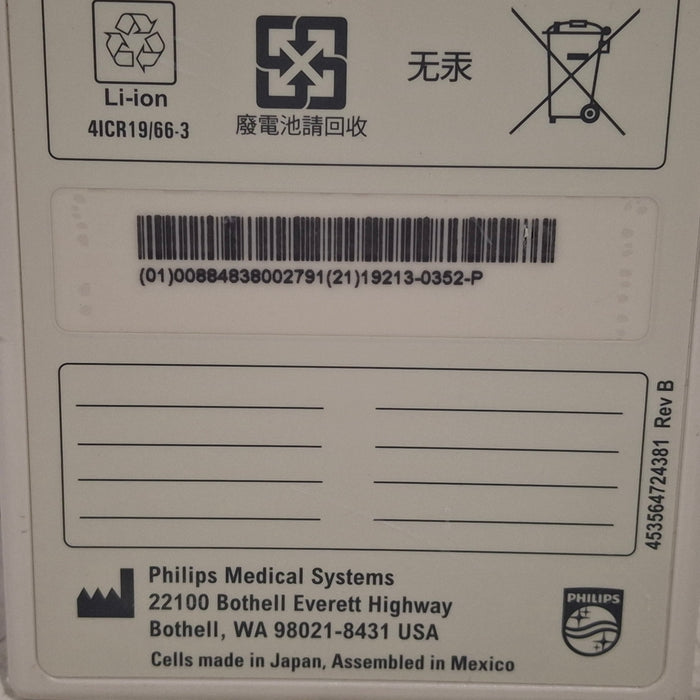 Li-ion
4ICR19/66-3
廢電池請回收
无汞
(01)00884838002791(21)19213-0352-P
453564724381 Rev B
Philips Medical Systems
22100 Bothell Everett Highway
Bothell, WA 98021-8431 USA
Cells made in Japan, Assembled in Mexico
PHILIPS